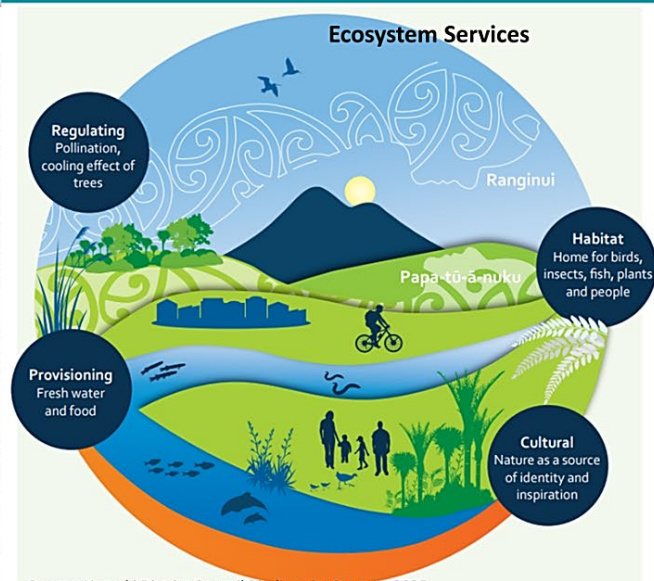 Ecosystem Services
Regulating
Pollination,
cooling effect of
trees
Ranginui
Habitat
Home for birds,
insects, fish, plants
and people
Papa-tū-ā-nuku
Provisioning
Fresh water
and food
Cultural
Nature as a source
of identity and
inspiration